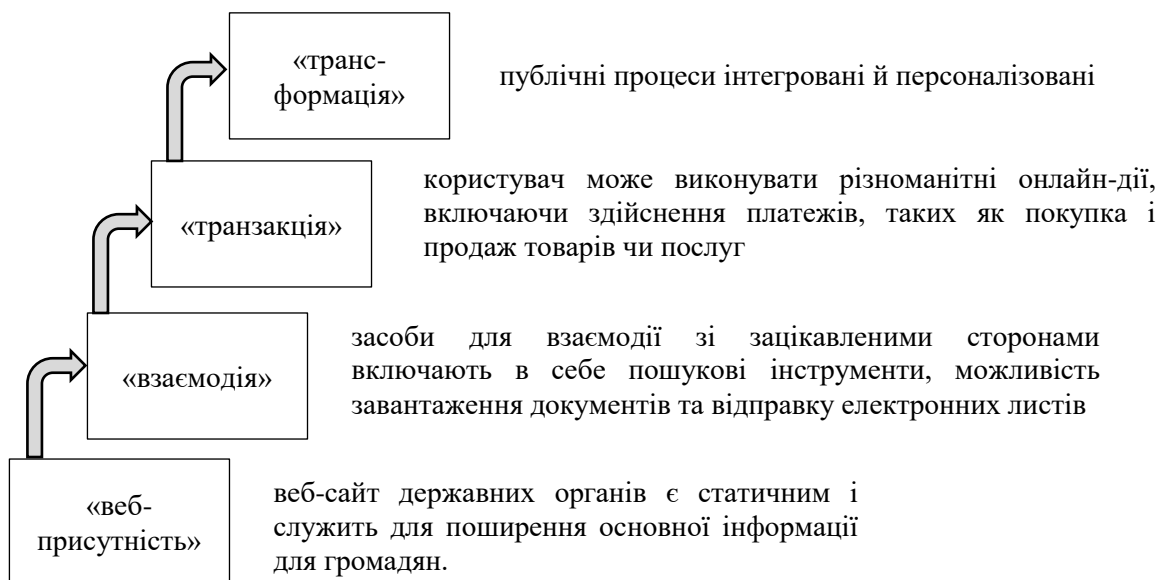 «транс-
формація»
публічні процеси інтегровані й персоналізовані
«транзакція»
користувач може виконувати різноманітні онлайн-дії,
включаючи здійснення платежів, таких як покупка і
продаж товарів чи послуг
«взаємодія»
засоби для взаємодії зі зацікавленими сторонами
включають в себе пошукові інструменти, можливість
завантаження документів та відправку електронних листів
«веб-
присутність»
веб-сайт державних органів є статичним і
служить для поширення основної інформації
для громадян.